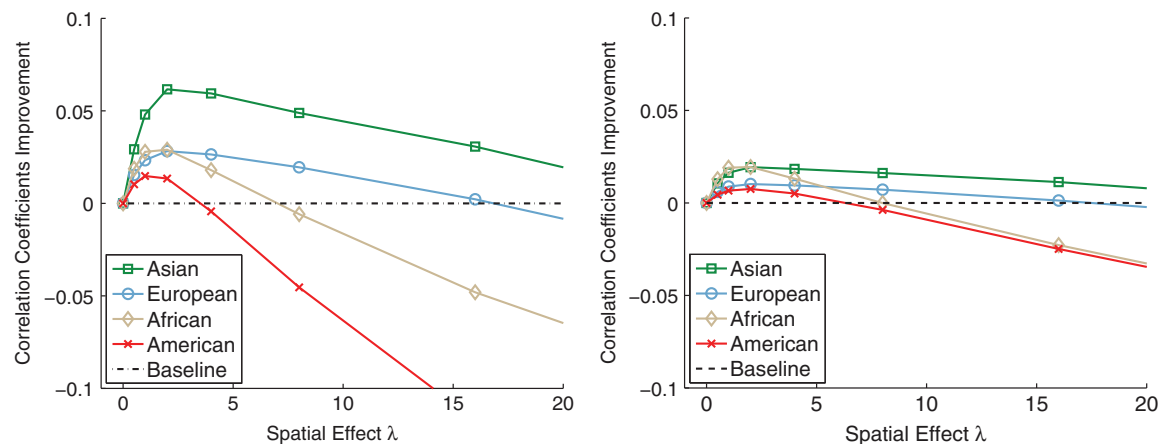 Correlation Coefficients Improvement
0.1
0.05
0
−0.05
−0.1
Asian
European
African
American
Baseline
0 5 10 15 20
Spatial Effect λ
Correlation Coefficients Improvement
0.1
0.05
0
−0.05
−0.1
Asian
European
African
American
Baseline
0 5 10 15 20
Spatial Effect λ